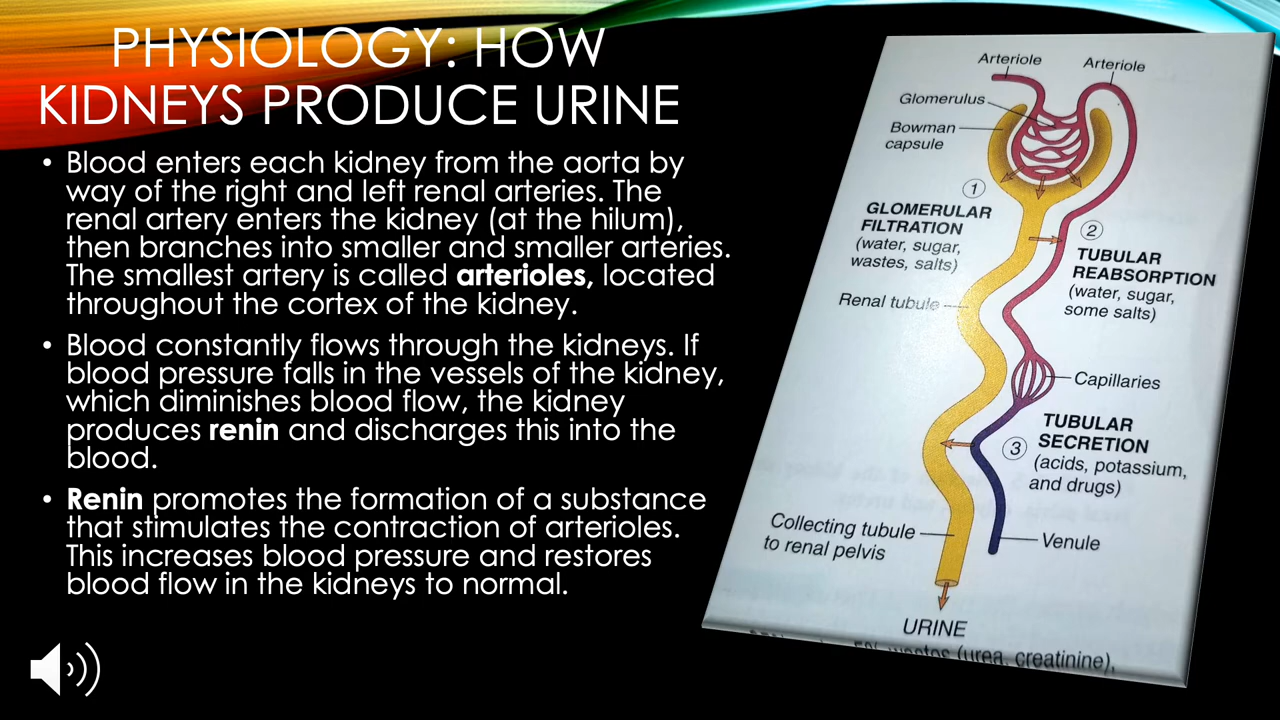 PHYSIOLOGY: HOW
KIDNEYS PRODUCE URINE
• Blood enters each kidney from the aorta by
way of the right and left renal arteries. The
renal artery enters the kidney (at the hilum),
then branches into smaller and smaller arteries.
The smallest artery is called arterioles, located
throughout the cortex of the kidney.
• Blood constantly flows through the kidneys. If
blood pressure falls in the vessels of the kidney,
which diminishes blood flow, the kidney
produces renin and discharges this into the
blood.
• Renin promotes the formation of a substance
that stimulates the contraction of arterioles.
This increases blood pressure and restores
blood flow in the kidneys to normal.
Arteriole
Arteriole
Glomerulus
Bowman
capsule
1
GLOMERULAR
FILTRATION
(water, sugar,
wastes, salts)
2
TUBULAR
REABSORPTION
(water, sugar,
some salts)
Renal tubule
Capillaries
3
TUBULAR
SECRETION
(acids, potassium,
and drugs)
Collecting tubule
to renal pelvis
Venule
URINE
wastes (urea, creatinine),